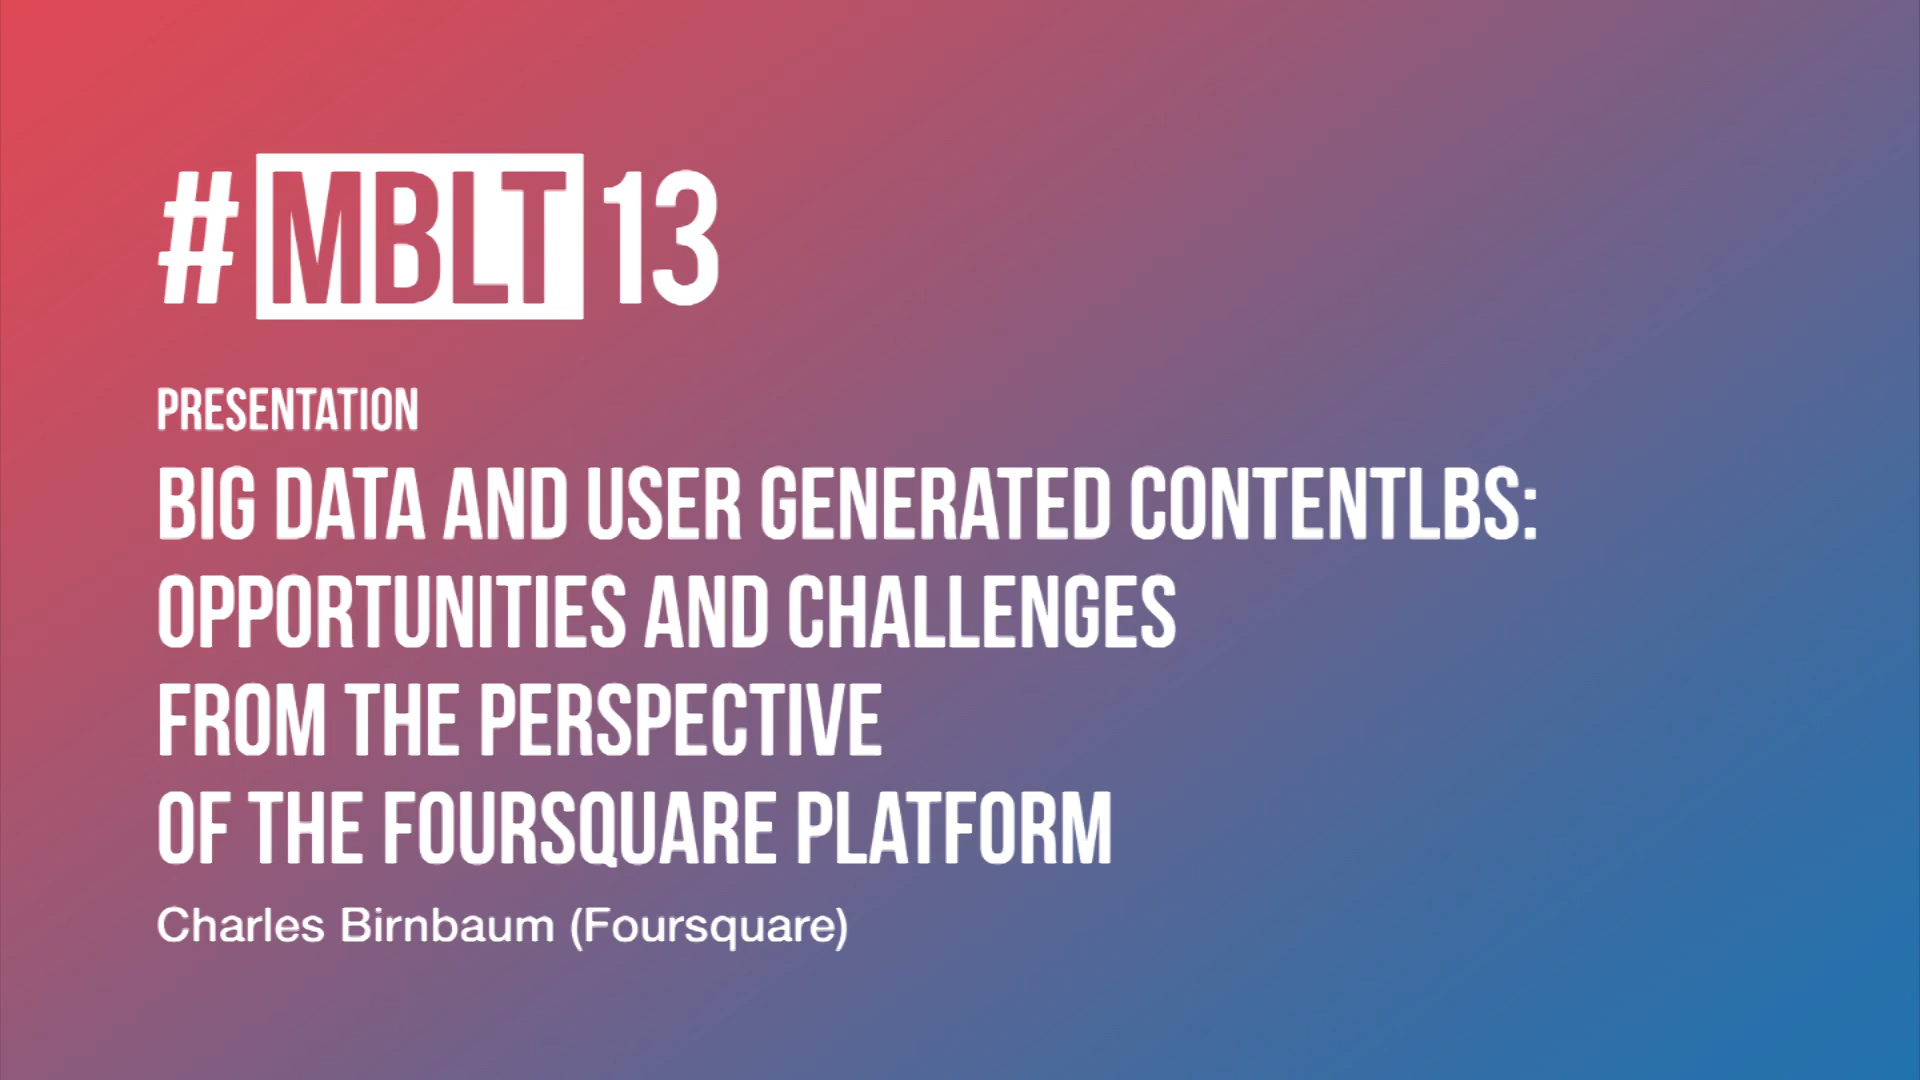 #MBLT13
PRESENTATION
BIG DATA AND USER GENERATED CONTENTLBS:
OPPORTUNITIES AND CHALLENGES
FROM THE PERSPECTIVE
OF THE FOURSQUARE PLATFORM
Charles Birnbaum (Foursquare)